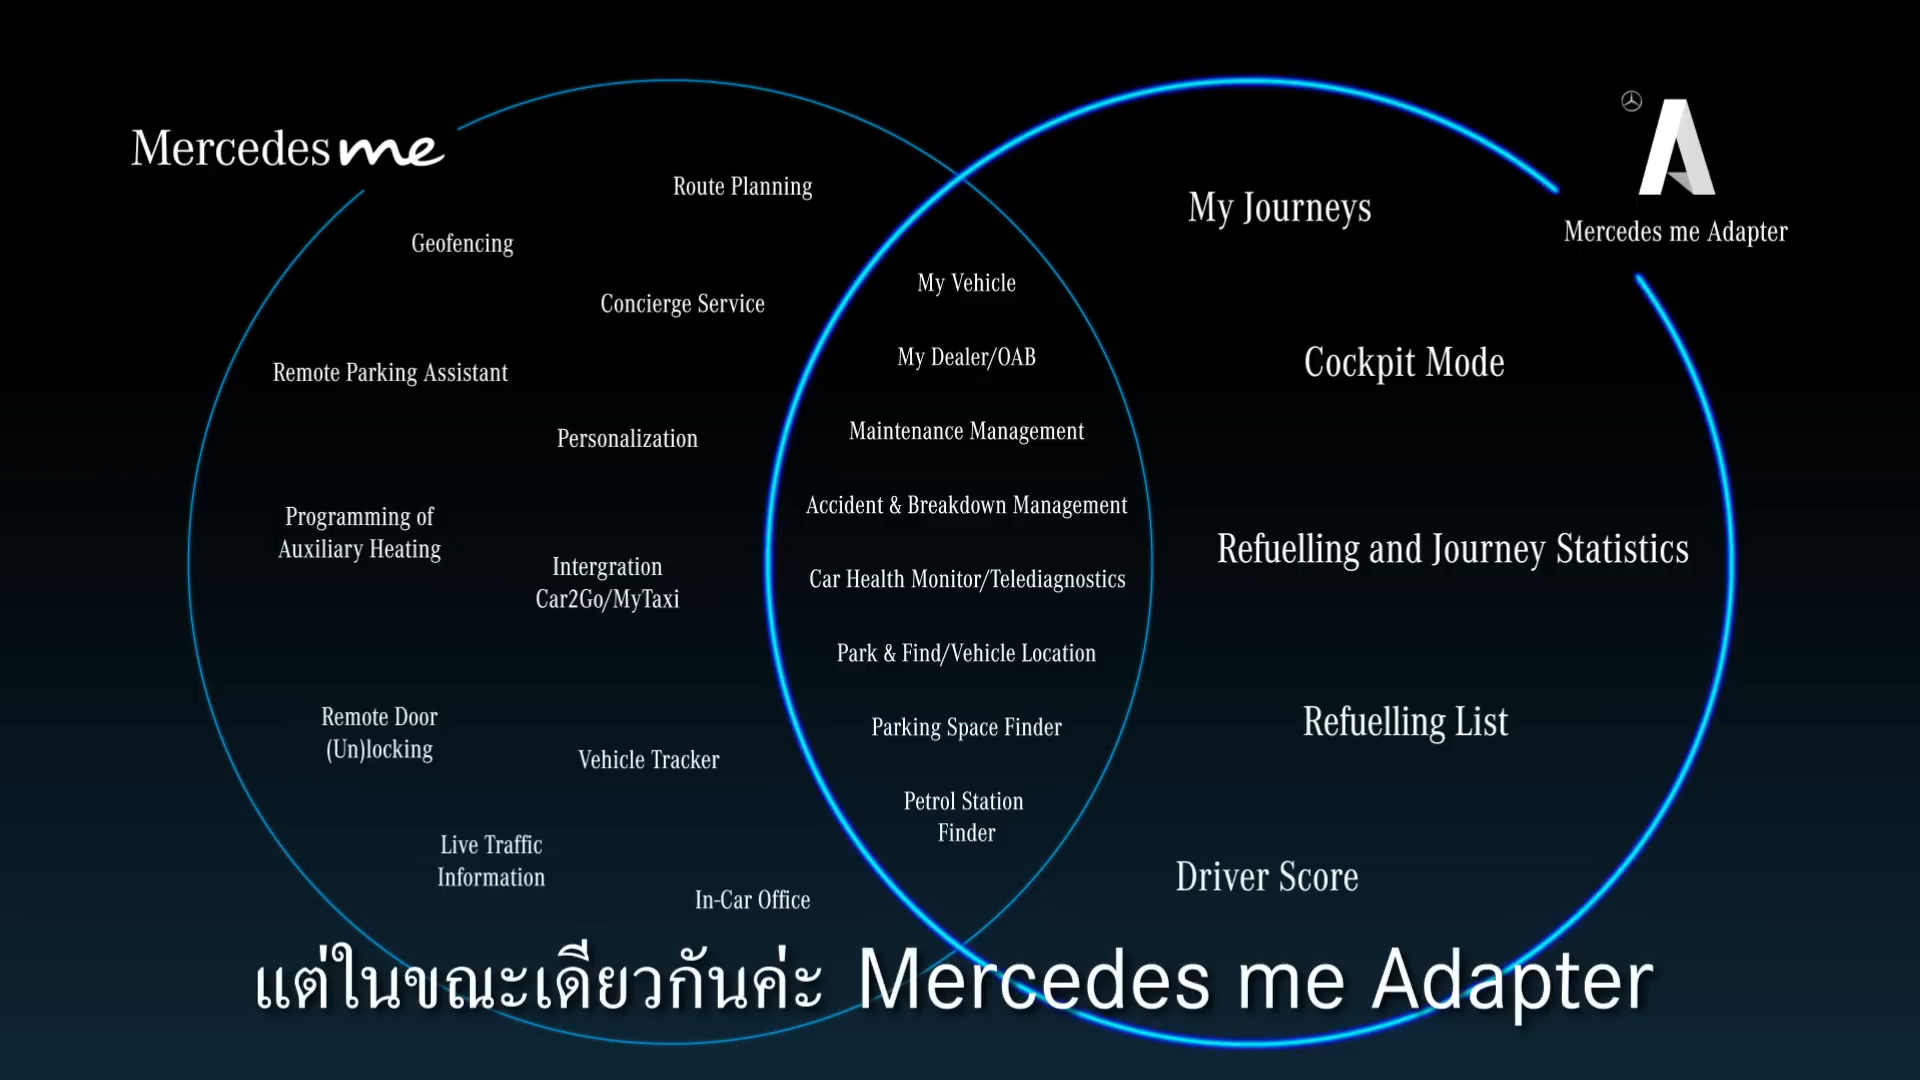 Mercedes me
Route Planning
Geofencing
Concierge Service
Remote Parking Assistant
Personalization
Programming of
Auxiliary Heating
Intergration
Car2Go/MyTaxi
Remote Door
(Un)locking
Vehicle Tracker
Live Traffic
Information
In-Car Office
My Vehicle
My Dealer/OAB
Maintenance Management
Accident & Breakdown Management
Car Health Monitor/Telediagnostics
Park & Find/Vehicle Location
Parking Space Finder
Petrol Station
Finder
Mercedes me Adapter
My Journeys
Cockpit Mode
Refuelling and Journey Statistics
Refuelling List
Driver Score
แต่ในขณะเดียวกันค่ะ Mercedes me Adapter